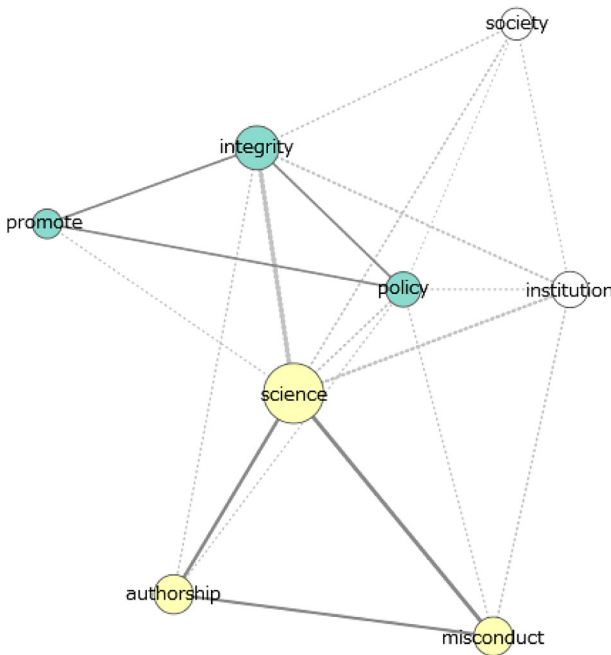 society
integrity
promote
policy
institution
science
authorship
misconduct